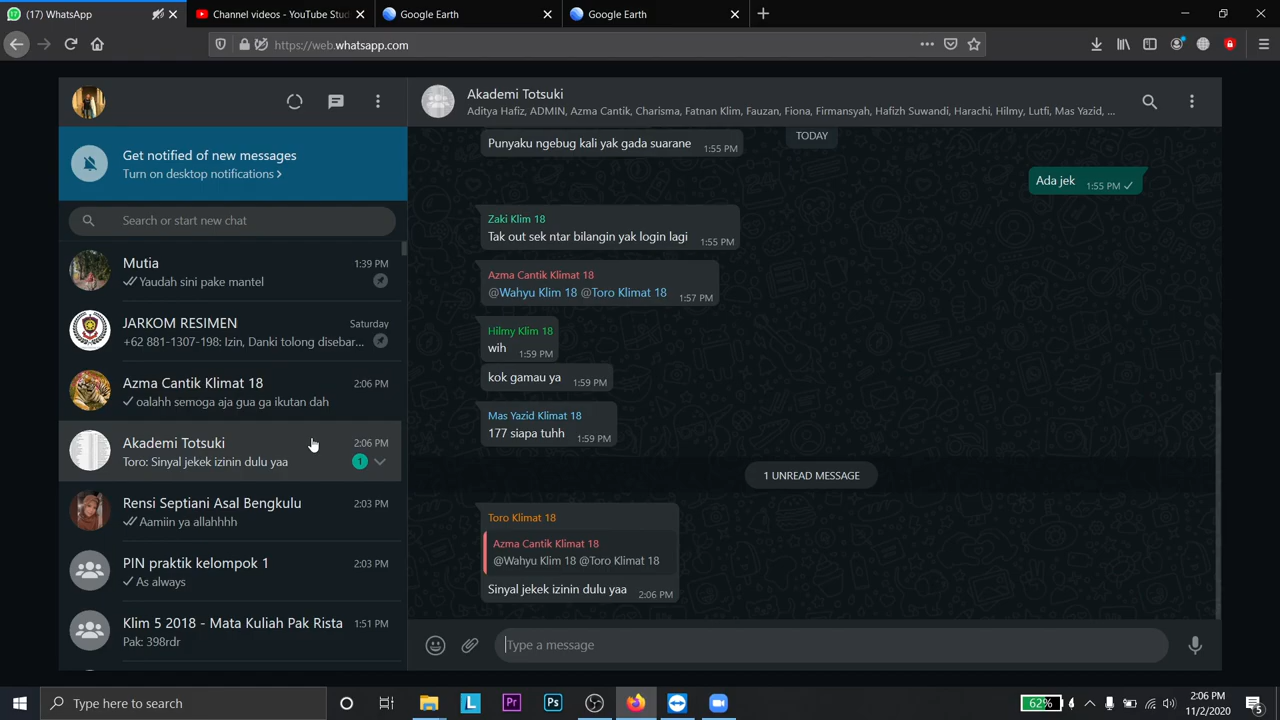 (17) WhatsApp
Channel videos - YouTube Stud
Google Earth
Google Earth
https://web.whatsapp.com
Get notified of new messages
Turn on desktop notifications >
Search or start new chat
Mutia
1:39 PM
Yaudah sini pake mantel
JARKOM RESIMEN
Saturday
+62 881-1307-198: Izin, Danki tolong disebar...
Azma Cantik Klimat 18
2:06 PM
oalahh semoga aja gua ga ikutan dah
Akademi Totsuki
2:06 PM
Toro: Sinyal jekek izinin dulu yaa
1
Rensi Septiani Asal Bengkulu
2:03 PM
Aamiin ya allahhhh
PIN praktik kelompok 1
2:03 PM
As always
Klim 5 2018 - Mata Kuliah Pak Rista
1:51 PM
Pak: 398rdr
Akademi Totsuki
Aditya Hafiz, ADMIN, Azma Cantik, Charisma, Fatnan Klim, Fauzan, Fiona, Firmansyah, Hafizh Suwandi, Harachi, Hilmy, Lutfi, Mas Yazid, ...
TODAY
Punyaku ngebug kali yak gada suarane
1:55 PM
Ada jek
1:55 PM
Zaki Klim 18
Tak out sek ntar bilangin yak login lagi
1:55 PM
Azma Cantik Klimat 18
@Wahyu Klim 18 @Toro Klimat 18
1:57 PM
Hilmy Klim 18
wih
1:59 PM
kok gamau ya
1:59 PM
Mas Yazid Klimat 18
177 siapa tuhh
1:59 PM
1 UNREAD MESSAGE
Toro Klimat 18
Azma Cantik Klimat 18
@Wahyu Klim 18 @Toro Klimat 18
Sinyal jekek izinin dulu yaa
2:06 PM
Type a message
Type here to search
L
Pr
Ps
62%
2:06 PM
11/2/2020
5